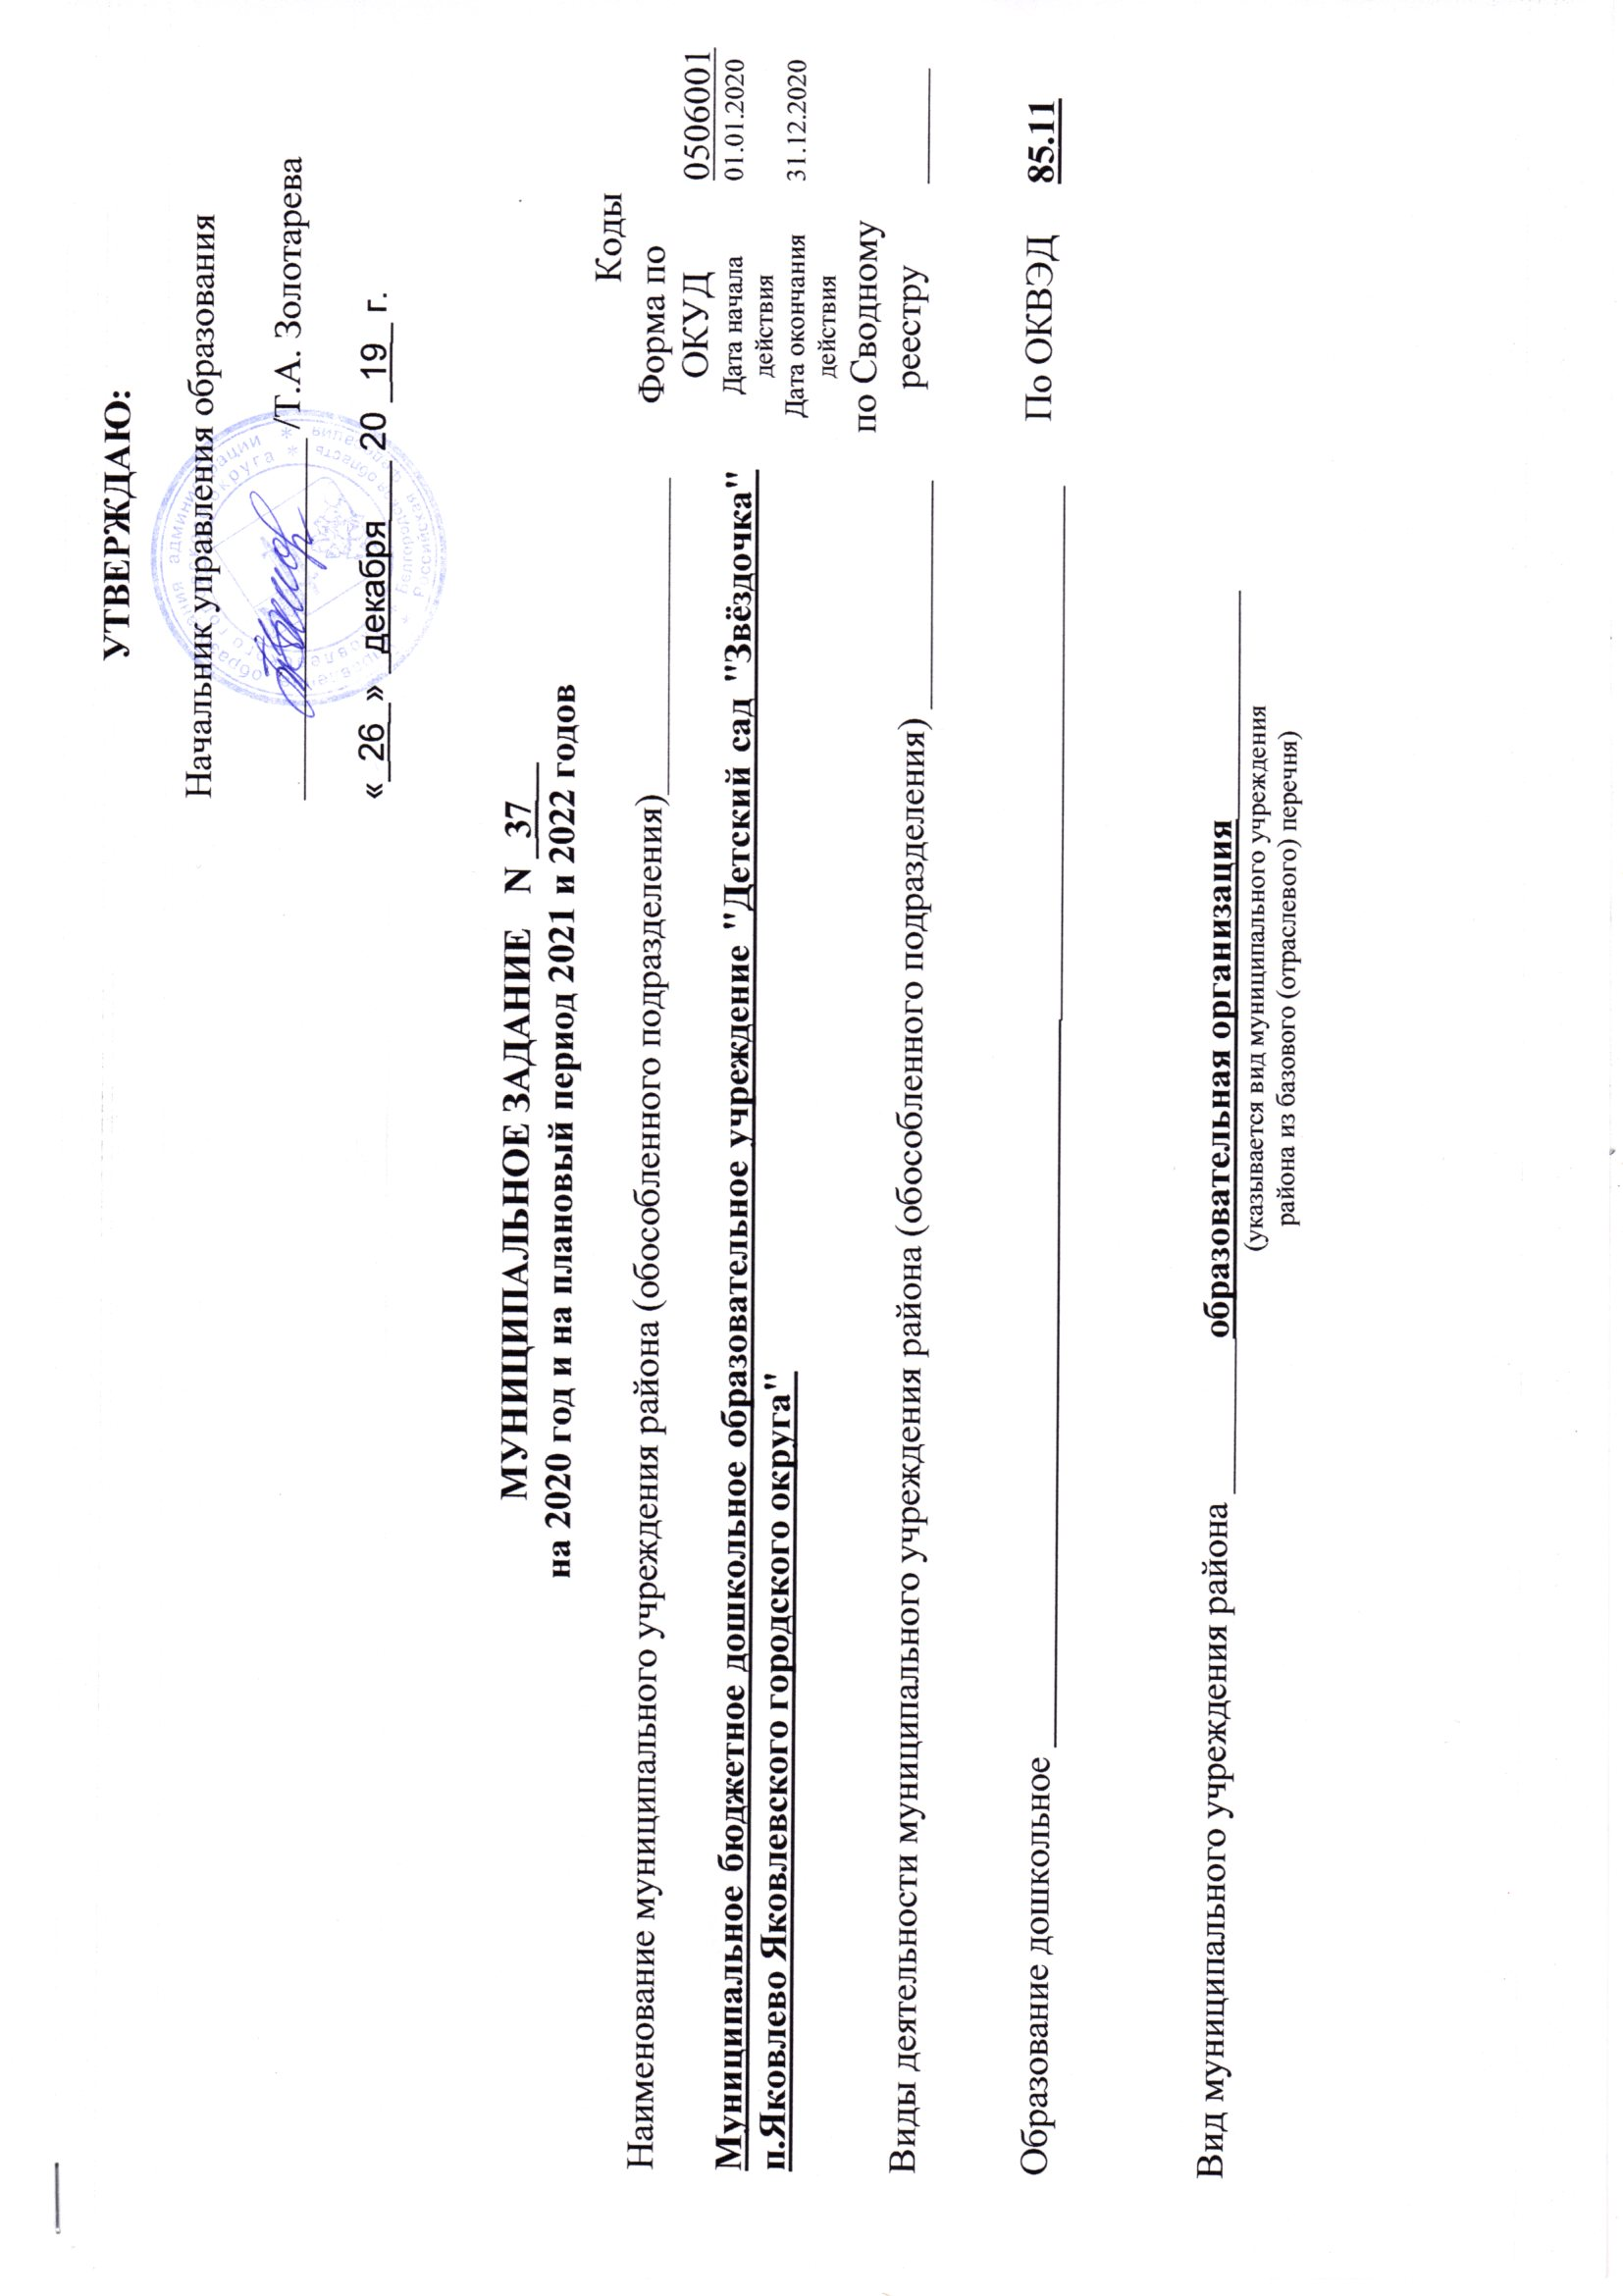 УТВЕРЖДАЮ:
Начальник управления образования
/Т.А. Золотарева
« 26 » декабря 20 19 г.
МУНИЦИПАЛЬНОЕ ЗАДАНИЕ N 37
на 2020 год и на плановый период 2021 и 2022 годов
Коды
Наименование муниципального учреждения района (обособленного подразделения)
Форма по
ОКУД 0506001
Муниципальное бюджетное дошкольное образовательное учреждение "Детский сад "Звёздочка"
п.Яковлево Яковлевского городского округа"
Дата начала 01.01.2020
действия
Дата окончания 31.12.2020
действия
по Сводному
реестру
Виды деятельности муниципального учреждения района (обособленного подразделения)
Образование дошкольное
По ОКВЭД 85.11
Вид муниципального учреждения района образовательная организация
(указывается вид муниципального учреждения
района из базового (отраслевого) перечня)